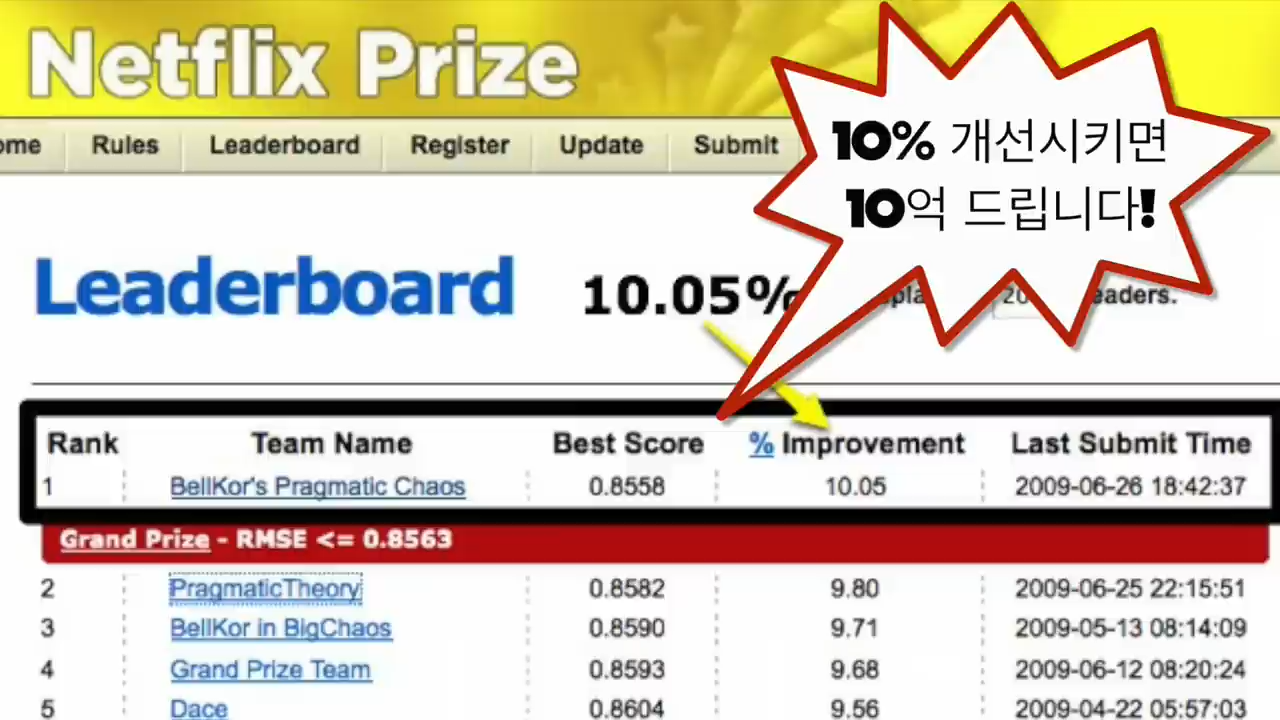 Netflix Prize
ome Rules Leaderboard Register Update Submit
10% 개선시키면
10억 드립니다!
Leaderboard 10.05% 20 eaders.
Rank Team Name Best Score % Improvement Last Submit Time
1 BellKor's Pragmatic Chaos 0.8558 10.05 2009-06-26 18:42:37
Grand Prize - RMSE <= 0.8563
2 PragmaticTheory 0.8582 9.80 2009-06-25 22:15:51
3 BellKor in BigChaos 0.8590 9.71 2009-05-13 08:14:09
4 Grand Prize Team 0.8593 9.68 2009-06-12 08:20:24
5 Dace 0.8604 9.56 2009-04-22 05:57:03